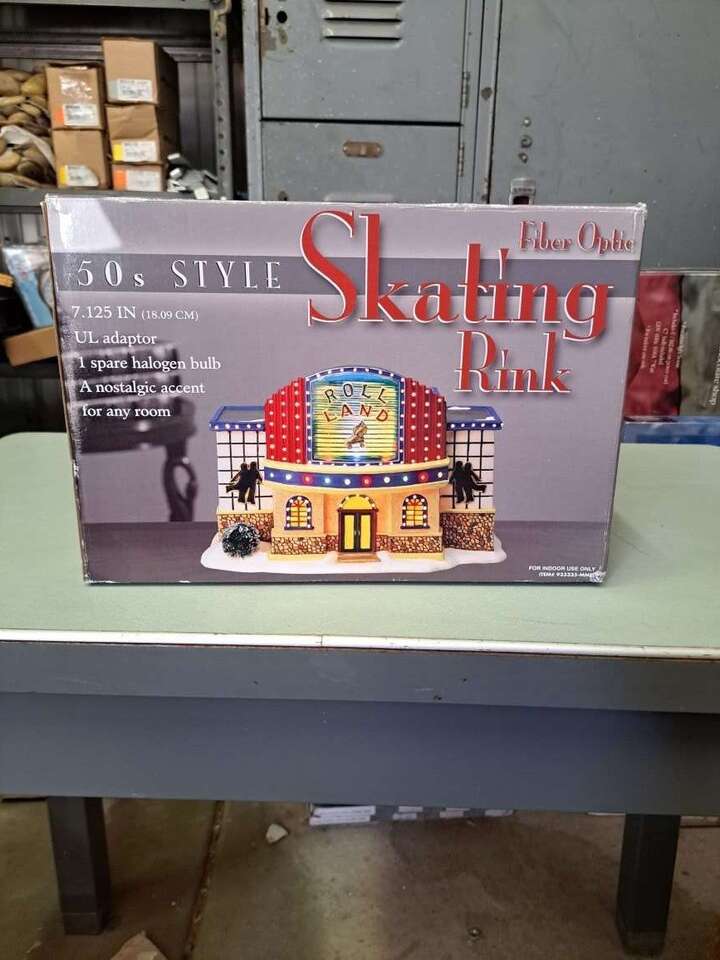 Fiber Optic
50s STYLE
Skating
Rink
7.125 IN (18.09 CM)
UL adaptor
1 spare halogen bulb
A nostalgic accent
for any room
ROLL
LAND
FOR INDOOR USE ONLY